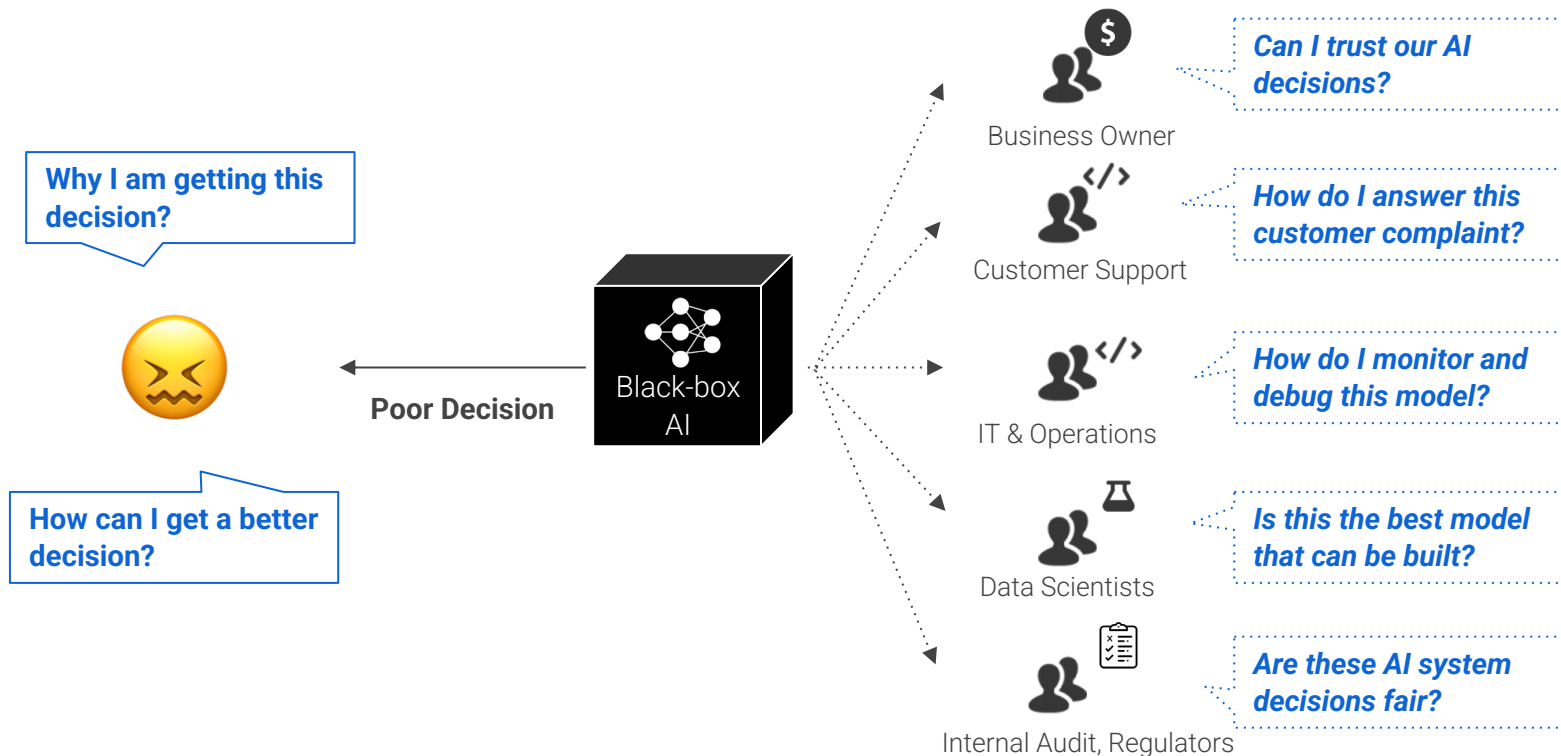 Why I am getting this
decision?
How can I get a better
decision?
Poor Decision
Black-box
AI
$
Business Owner
Can I trust our AI
decisions?
</>
Customer Support
How do I answer this
customer complaint?
</>
IT & Operations
How do I monitor and
debug this model?
Data Scientists
Is this the best model
that can be built?
Internal Audit, Regulators
Are these AI system
decisions fair?